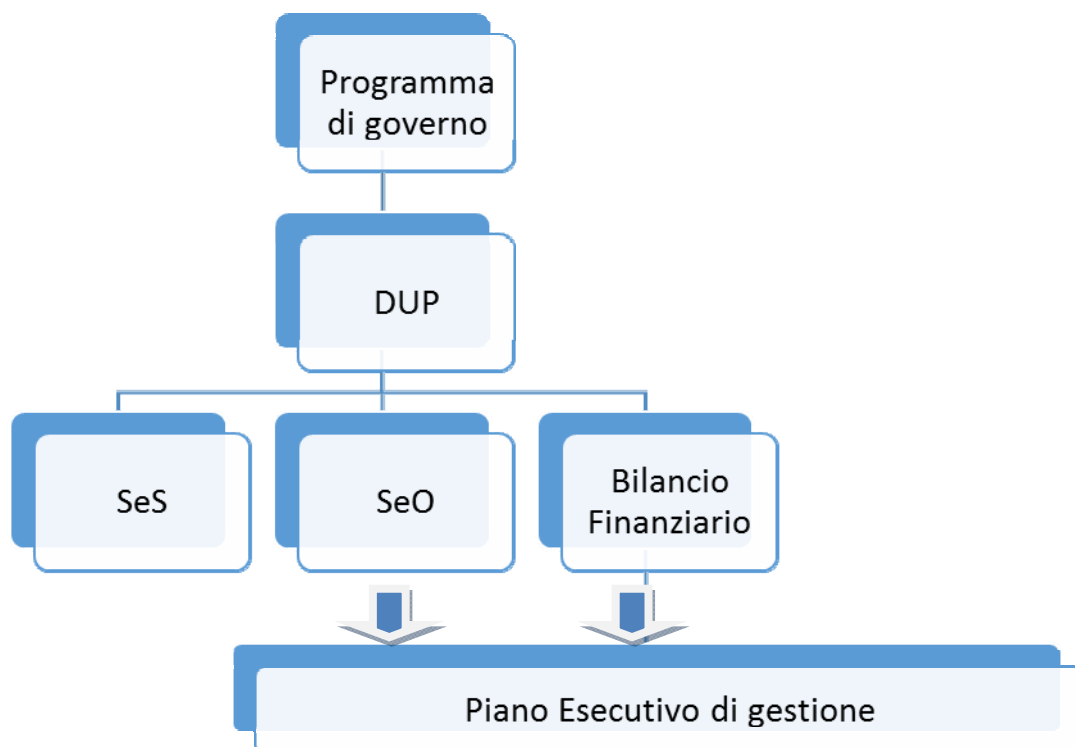 Programma
di governo
DUP
SeS
SeO
Bilancio
Finanziario
Piano Esecutivo di gestione